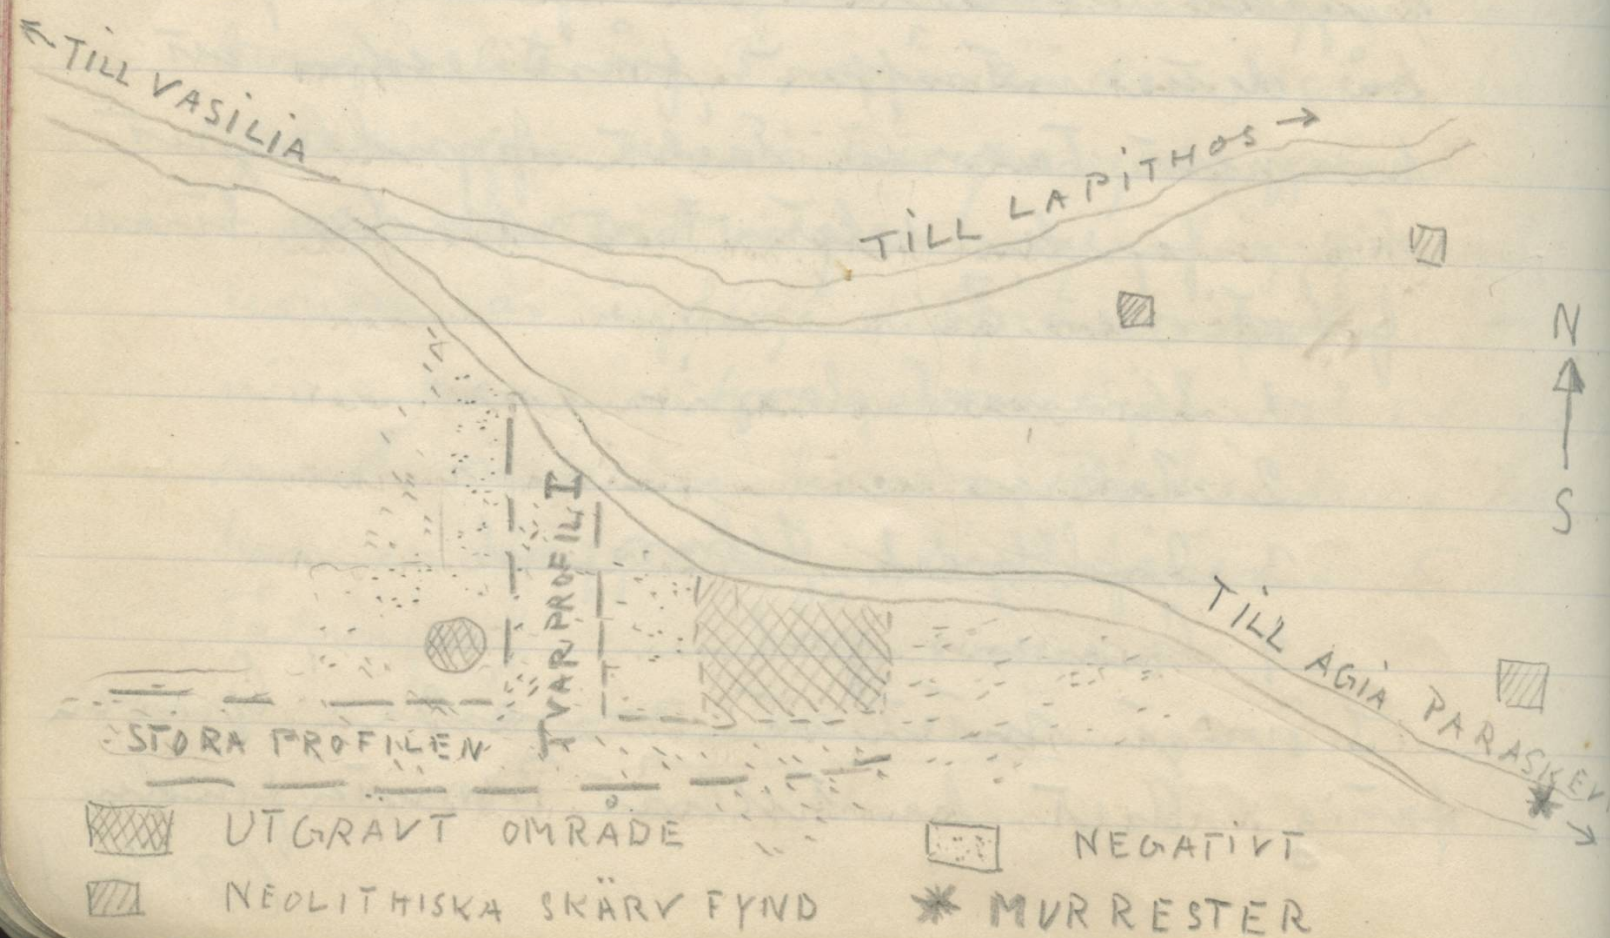 TILL VASILIA
TILL LAPITHOS
N
S
TVÄRPROFIL I
TILL AGIA PARASKEVI
STORA PROFILEN
UTGRÄVT OMRÅDE
NEGATIVT
NEOLITHISKA SKÄRVFYND
MURRESTER